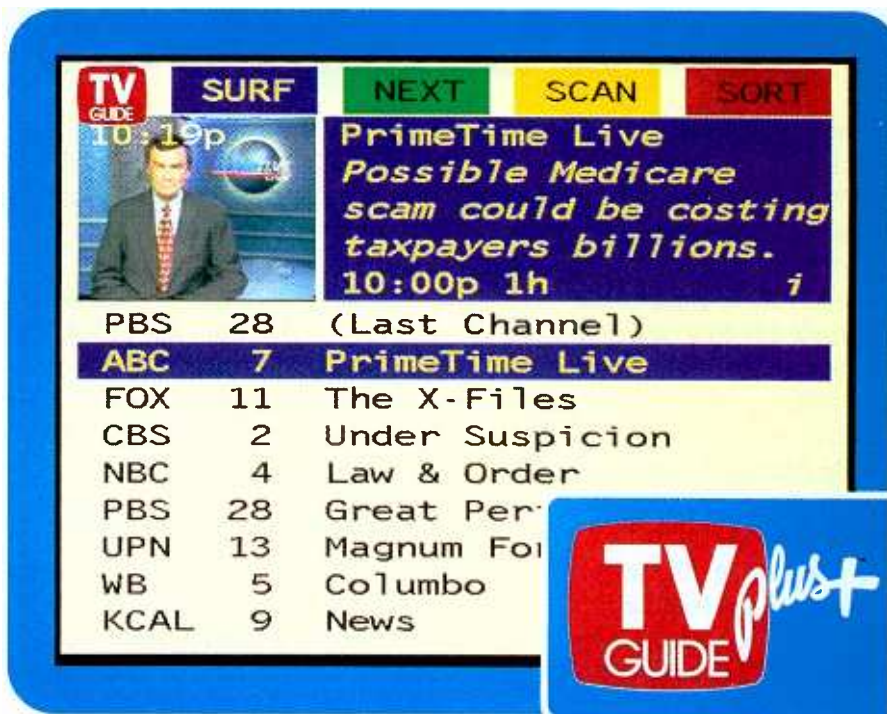 TV GUIDE SURF NEXT SCAN SORT
10:19p
PrimeTime Live
Possible Medicare
scam could be costing
taxpayers billions.
10:00p 1h i
PBS 28 (Last Channel)
ABC 7 PrimeTime Live
FOX 11 The X-Files
CBS 2 Under Suspicion
NBC 4 Law & Order
PBS 28 Great Per
UPN 13 Magnum For
WB 5 Columbo
KCAL 9 News
TV GUIDE plus+